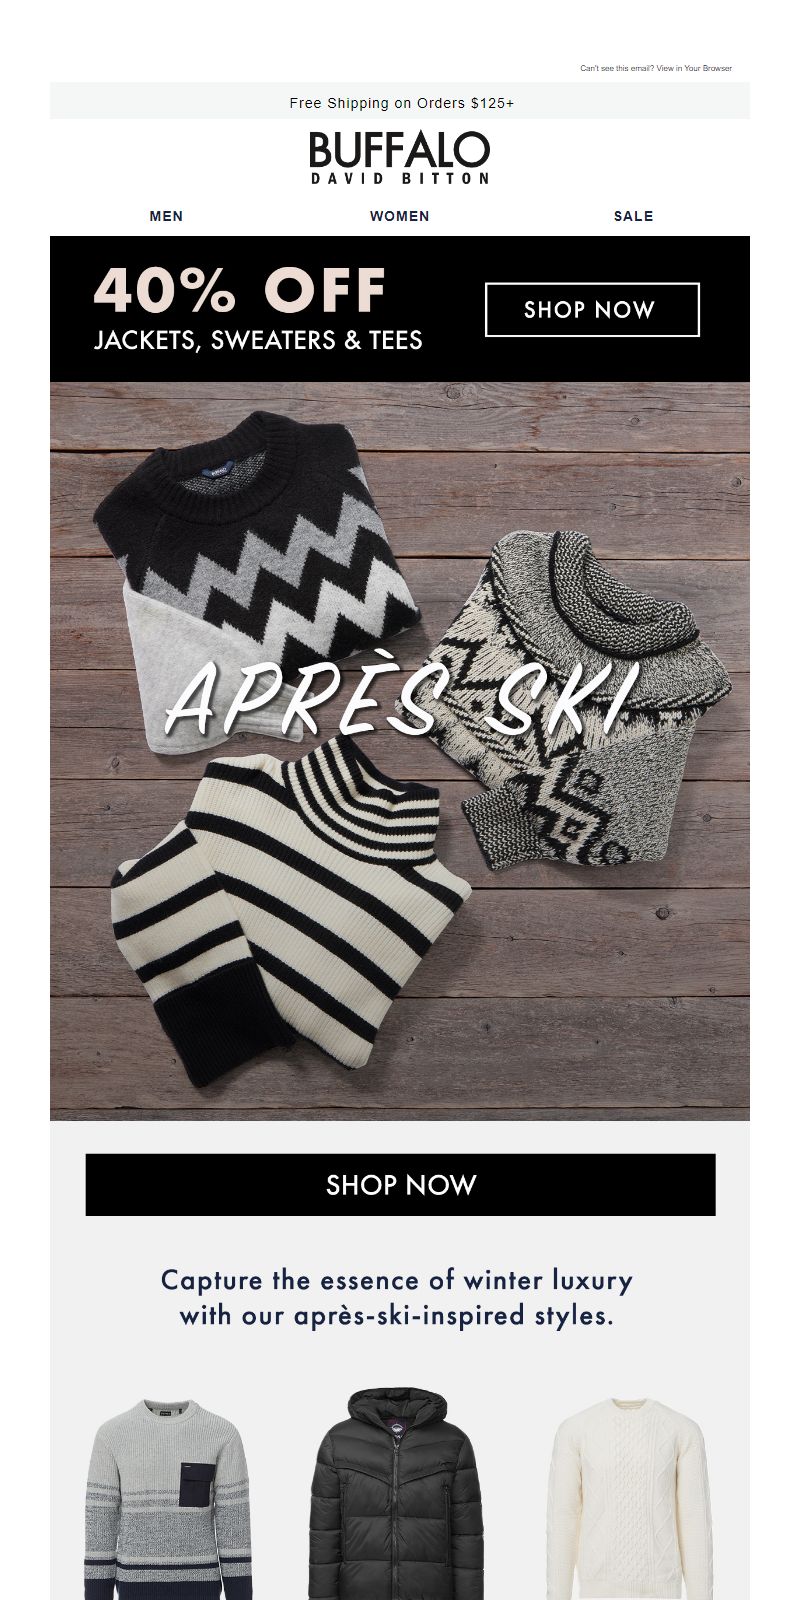 Can't see this email? View in Your Browser
Free Shipping on Orders $125+
BUFFALO
DAVID BITTON
MEN WOMEN SALE
40% OFF
JACKETS, SWEATERS & TEES
SHOP NOW
APRÈS SKI
SHOP NOW
Capture the essence of winter luxury
with our après-ski-inspired styles.